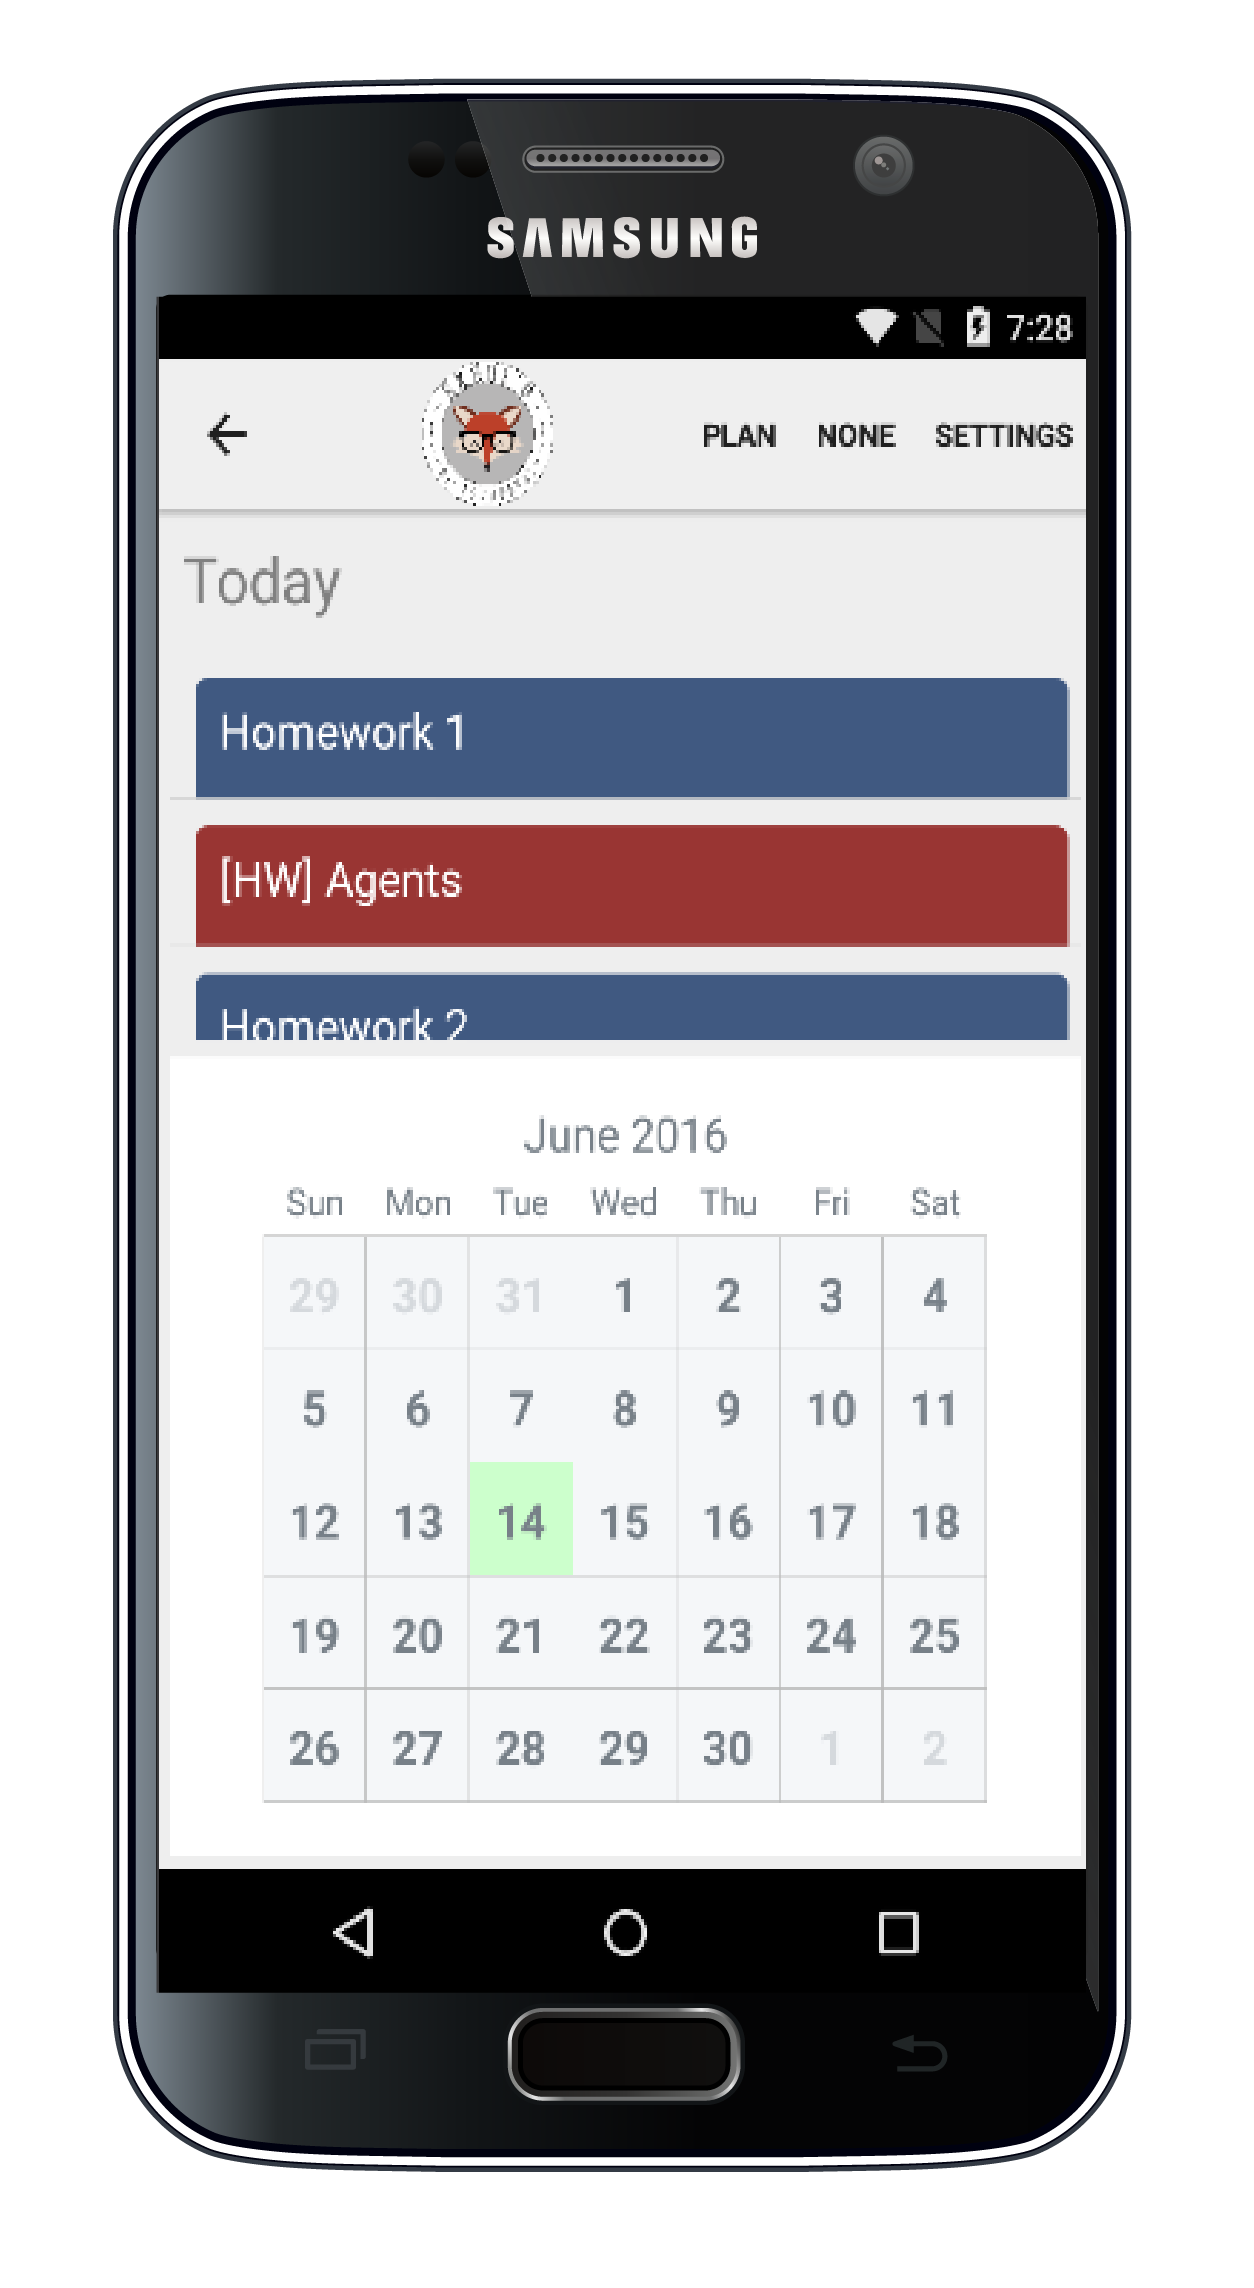 SAMSUNG
7:28
PLAN NONE SETTINGS
Today
Homework 1
[HW] Agents
Homework 2
June 2016
Sun Mon Tue Wed Thu Fri Sat
29 30 31 1 2 3 4
5 6 7 8 9 10 11
12 13 14 15 16 17 18
19 20 21 22 23 24 25
26 27 28 29 30 1 2